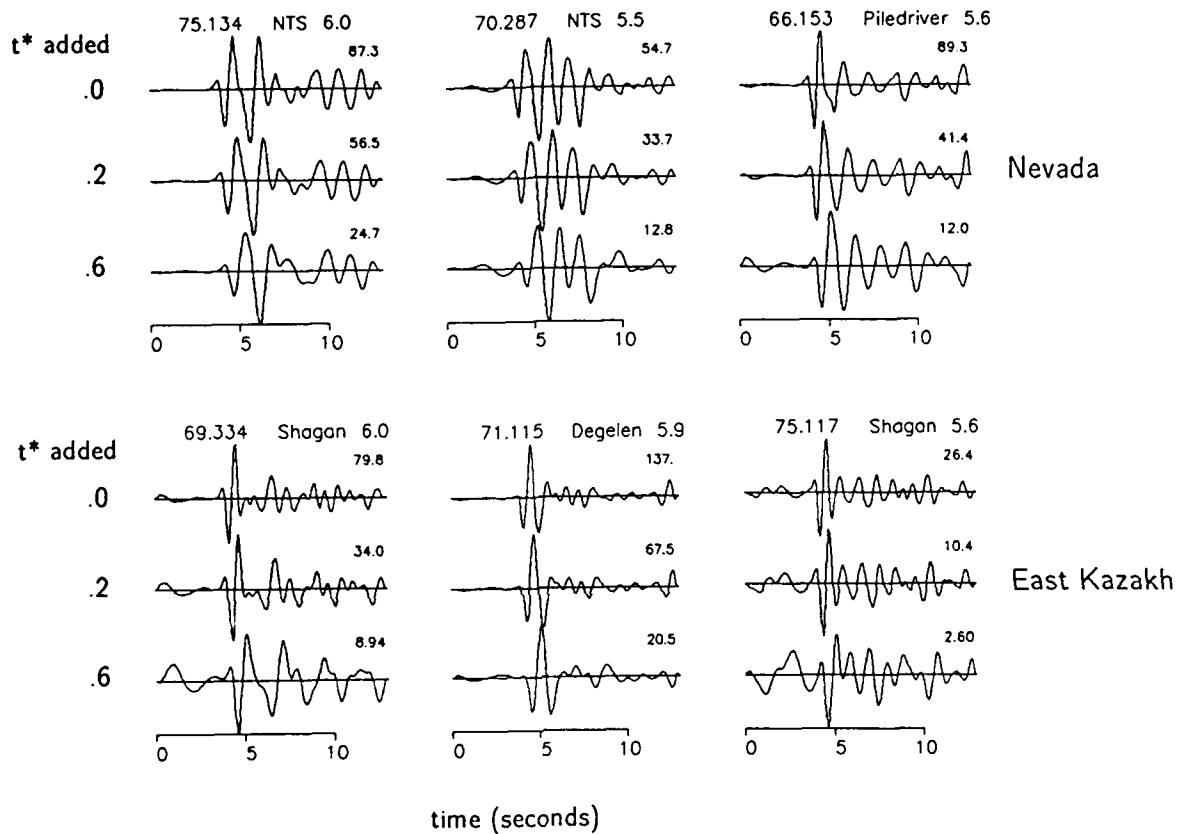 75.134 NTS 6.0
70.287 NTS 5.5
66.153 Piledriver 5.6
t* added
87.3
54.7
89.3
.0
56.5
33.7
41.4
.2
Nevada
24.7
12.8
12.0
.6
0 5 10
0 5 10
0 5 10
69.334 Shagan 6.0
71.115 Degelen 5.9
75.117 Shagan 5.6
t* added
79.8
137.
26.4
.0
34.0
67.5
10.4
.2
East Kazakh
8.94
20.5
2.60
.6
0 5 10
0 5 10
0 5 10
time (seconds)